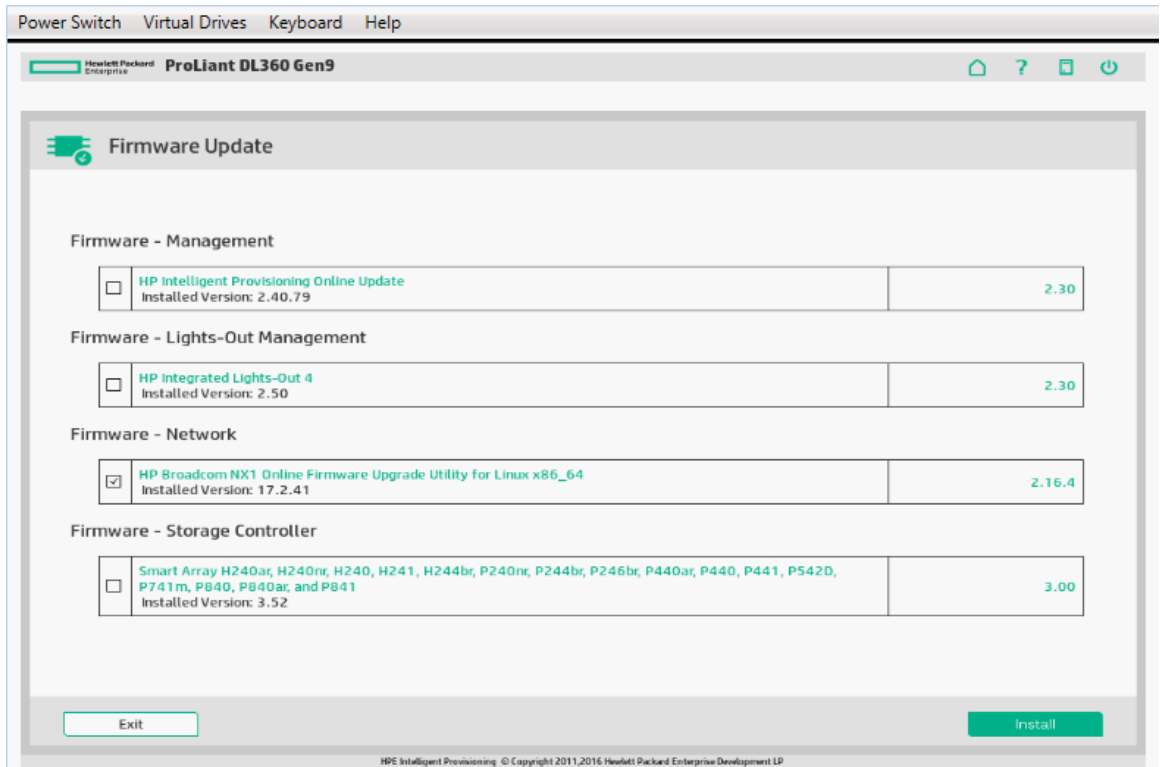 Power Switch Virtual Drives Keyboard Help
Hewlett Packard
Enterprise
ProLiant DL360 Gen9
?
Firmware Update
Firmware - Management
HP Intelligent Provisioning Online Update
Installed Version: 2.40.79
2.30
Firmware - Lights-Out Management
HP Integrated Lights-Out 4
Installed Version: 2.50
2.30
Firmware - Network
HP Broadcom NX1 Online Firmware Upgrade Utility for Linux x86_64
Installed Version: 17.2.41
2.16.4
Firmware - Storage Controller
Smart Array H240ar, H240nr, H240, H241, H244br, P240nr, P244br, P246br, P440ar, P440, P441, P542D,
P741m, P840, P840ar, and P841
Installed Version: 3.52
3.00
Exit
Install
HPE Intelligent Provisioning © Copyright 2011,2016 Hewlett Packard Enterprise Development LP